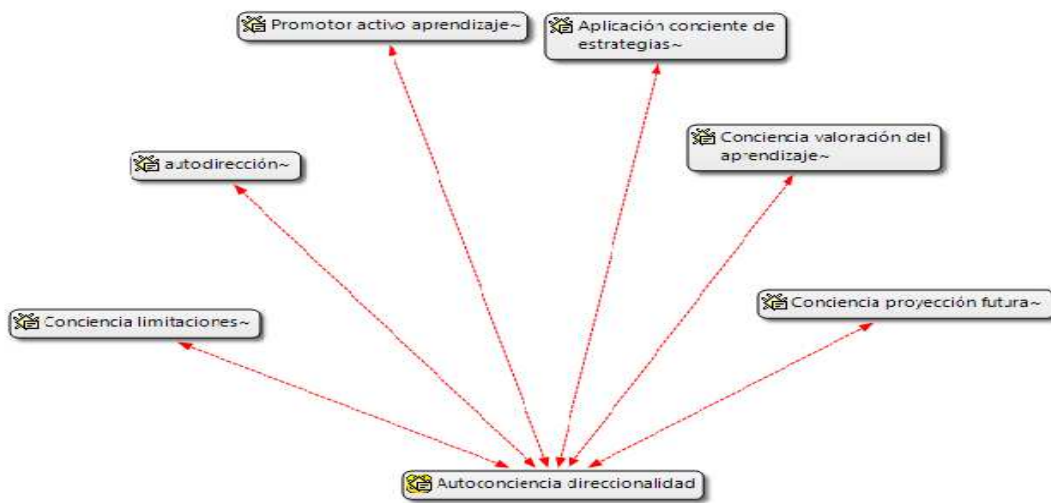 Promotor activo aprendizaje~
Aplicación conciente de
estrategias~
Conciencia valoración del
aprendizaje~
autodirección~
Conciencia proyección futura~
Conciencia limitaciones~
Autoconciencia direccionalidad